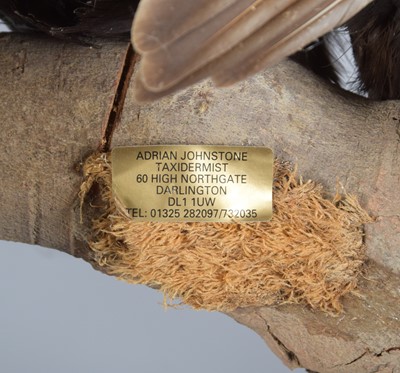 ADRIAN JOHNSTONE
TAXIDERMIST
60 HIGH NORTHGATE
DARLINGTON
DL1 1UW
TEL: 01325 282097/732035